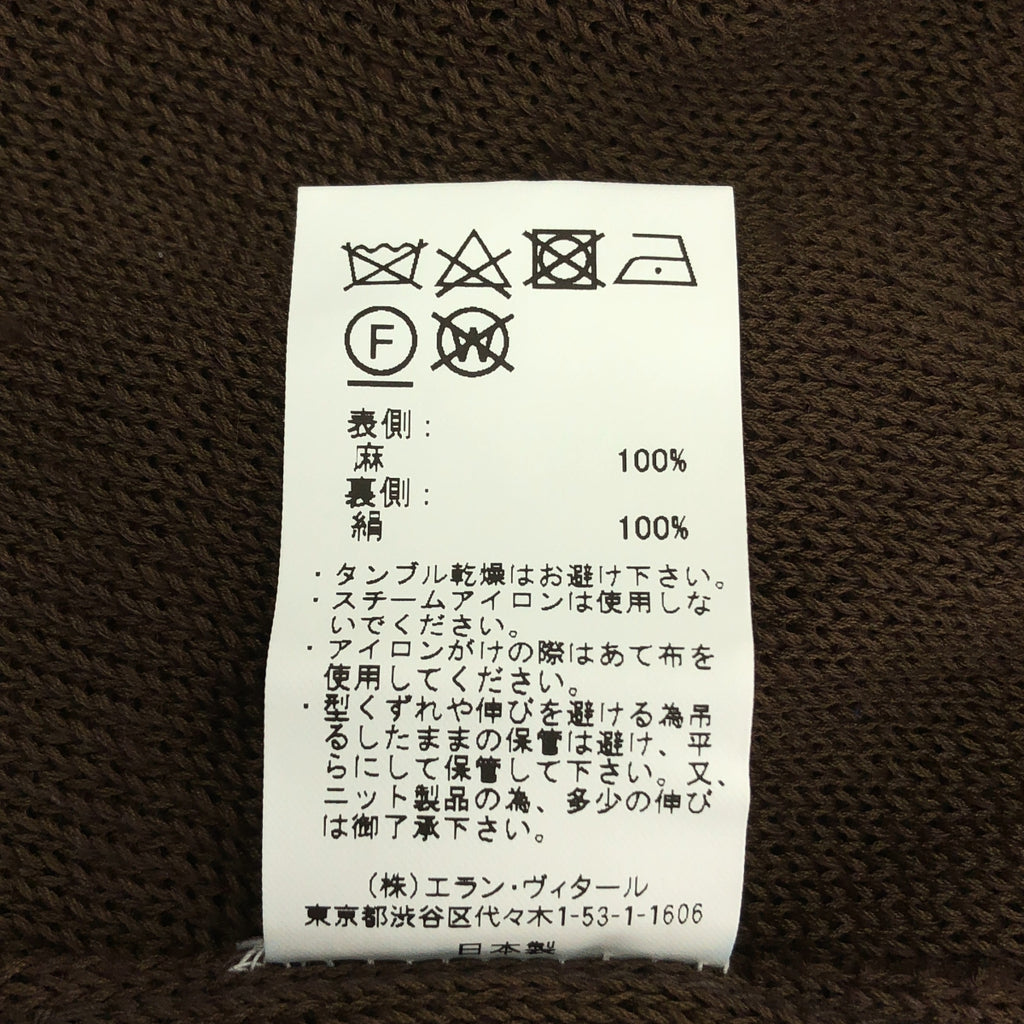 F W
表側:
麻 100%
裏側:
絹 100%
・タンブル乾燥はお避け下さい。
・スチームアイロンは使用しな
いでください。
・アイロンがけの際はあて布を
使用してください。
・型くずれや伸びを避ける為吊
るしたままの保管は避け、平
らにして保管して下さい。又、
ニット製品の為、多少の伸び
は御了承下さい。
(株)エラン・ヴィタール
東京都渋谷区代々木1-53-1-1606
日本製